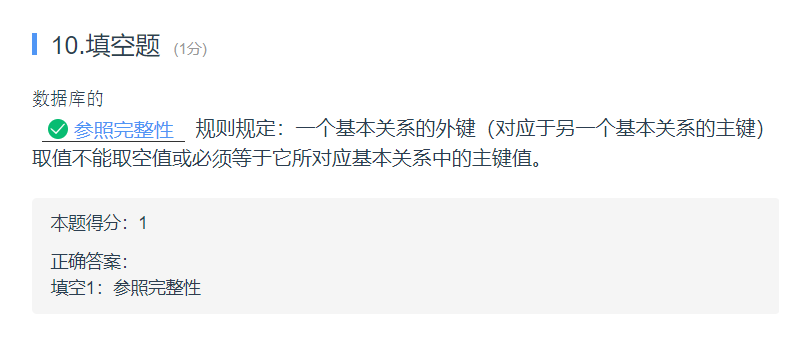 10.填空题 (1分)
数据库的
参照完整性 规则规定：一个基本关系的外键（对应于另一个基本关系的主键）
取值不能取空值或必须等于它所对应基本关系中的主键值。
本题得分：1
正确答案：
填空1：参照完整性